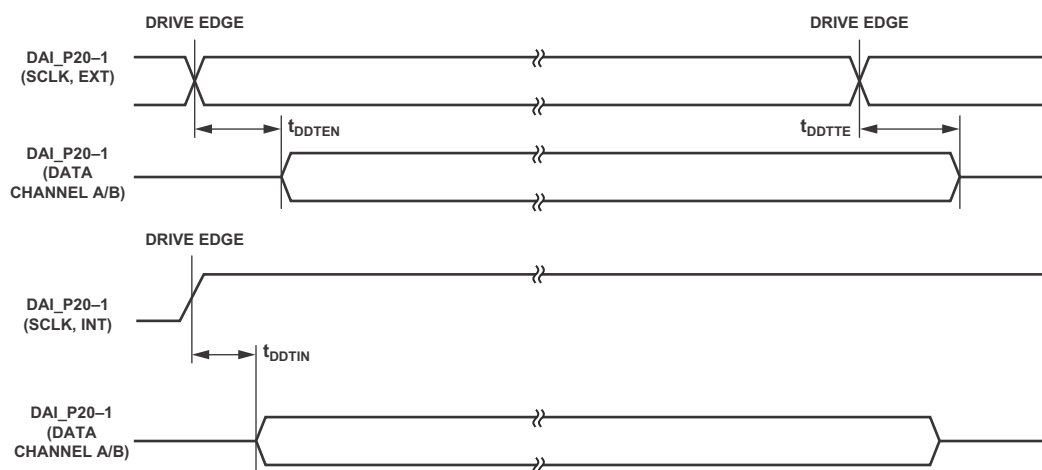 DRIVE EDGE
DRIVE EDGE
DAI_P20–1
(SCLK, EXT)
tDDTEN
tDDTTE
DAI_P20–1
(DATA
CHANNEL A/B)
DRIVE EDGE
DAI_P20–1
(SCLK, INT)
tDDTIN
DAI_P20–1
(DATA
CHANNEL A/B)